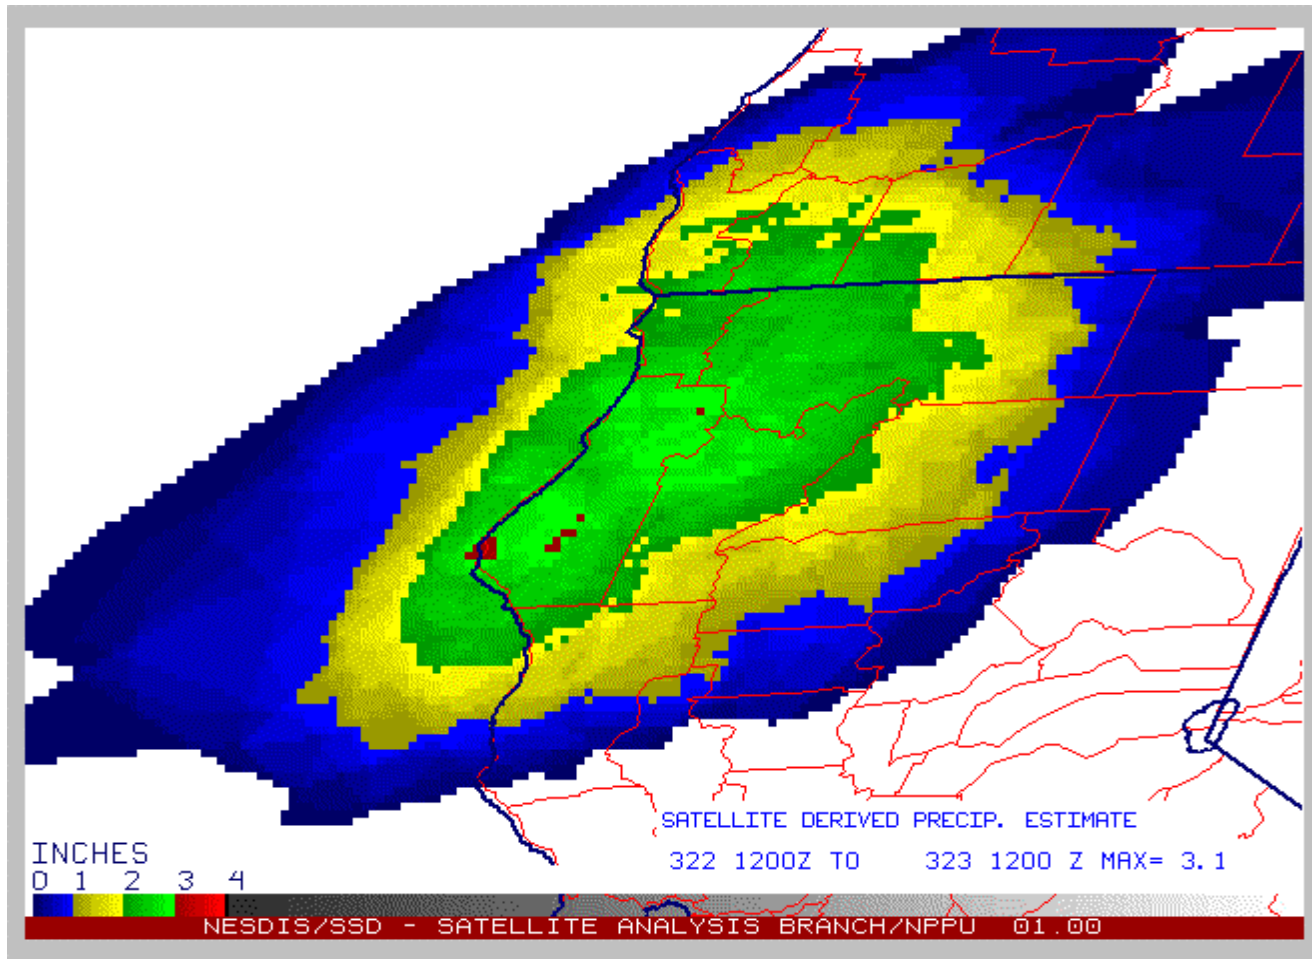 SATELLITE DERIVED PRECIP. ESTIMATE
322 1200Z TO 323 1200 Z MAX= 3.1
INCHES
0 1 2 3 4
NESDIS/SSD - SATELLITE ANALYSIS BRANCH/NPPU 01.00